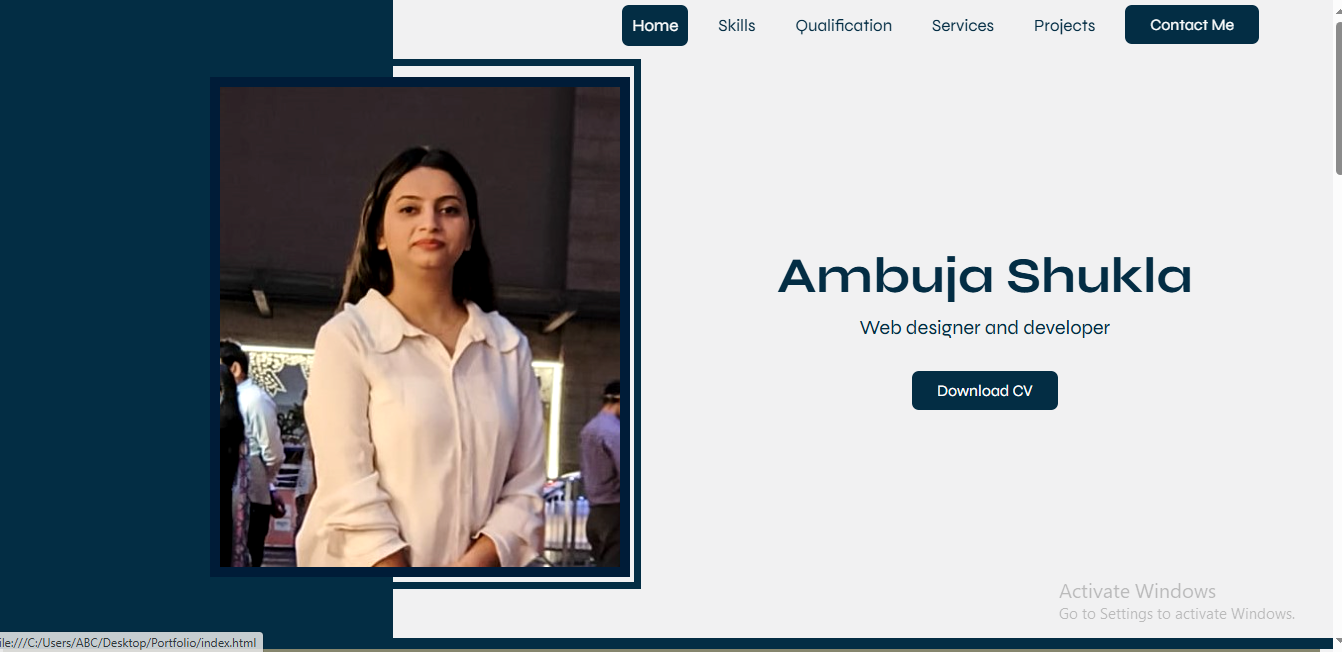 Home Skills Qualification Services Projects Contact Me
Ambuja Shukla
Web designer and developer
Download CV
Activate Windows
Go to Settings to activate Windows.
ile:///C:/Users/ABC/Desktop/Portfolio/index.html